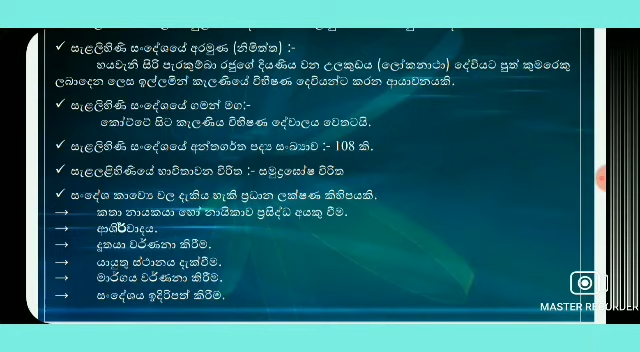 ✓ සැළලිහිණි සංදේශයේ අරමුණ (නිමිත්ත) :-
හයවැනි සිරි පැරකුම්බා රජුගේ දියණිය වන උලකුඩය (ලෝකනාථා) දේවියට පුත් කුමරෙකු
ලබාදෙන ලෙස ඉල්ලමින් කැලණියේ විභීෂණ දෙවියන්ට කරන ආයාචනයකි.
✓ සැළලිහිණි සංදේශයේ ගමන් මග:-
කෝට්ටේ සිට කැලණිය විභීෂණ දේවාලය වෙතටයි.
✓ සැළලිහිණි සංදේශයේ අන්තර්ගත පද්‍ය සංඛ්‍යාව :- 108 කි.
✓ සැලළිහිණියේ භාවිතාවන විරිත :- සමුද්‍රඝෝෂ විරිත
✓ සංදේශ කාව්‍යෙ වල දැකිය හැකි ප්‍රධාන ලක්ෂණ කිහිපයකි.
→ කතා නායකයා හෝ නායිකාව ප්‍රසිද්ධ අයකු වීම.
→ ආශිර්වාදය.
→ දූතයා වර්ණනා කිරීම.
→ යායුතු ස්ථානය දැක්වීම.
→ මාර්ගය වර්ණනා කිරීම.
→ සංදේශය ඉදිරිපත් කිරීම.
MASTER RECORDER